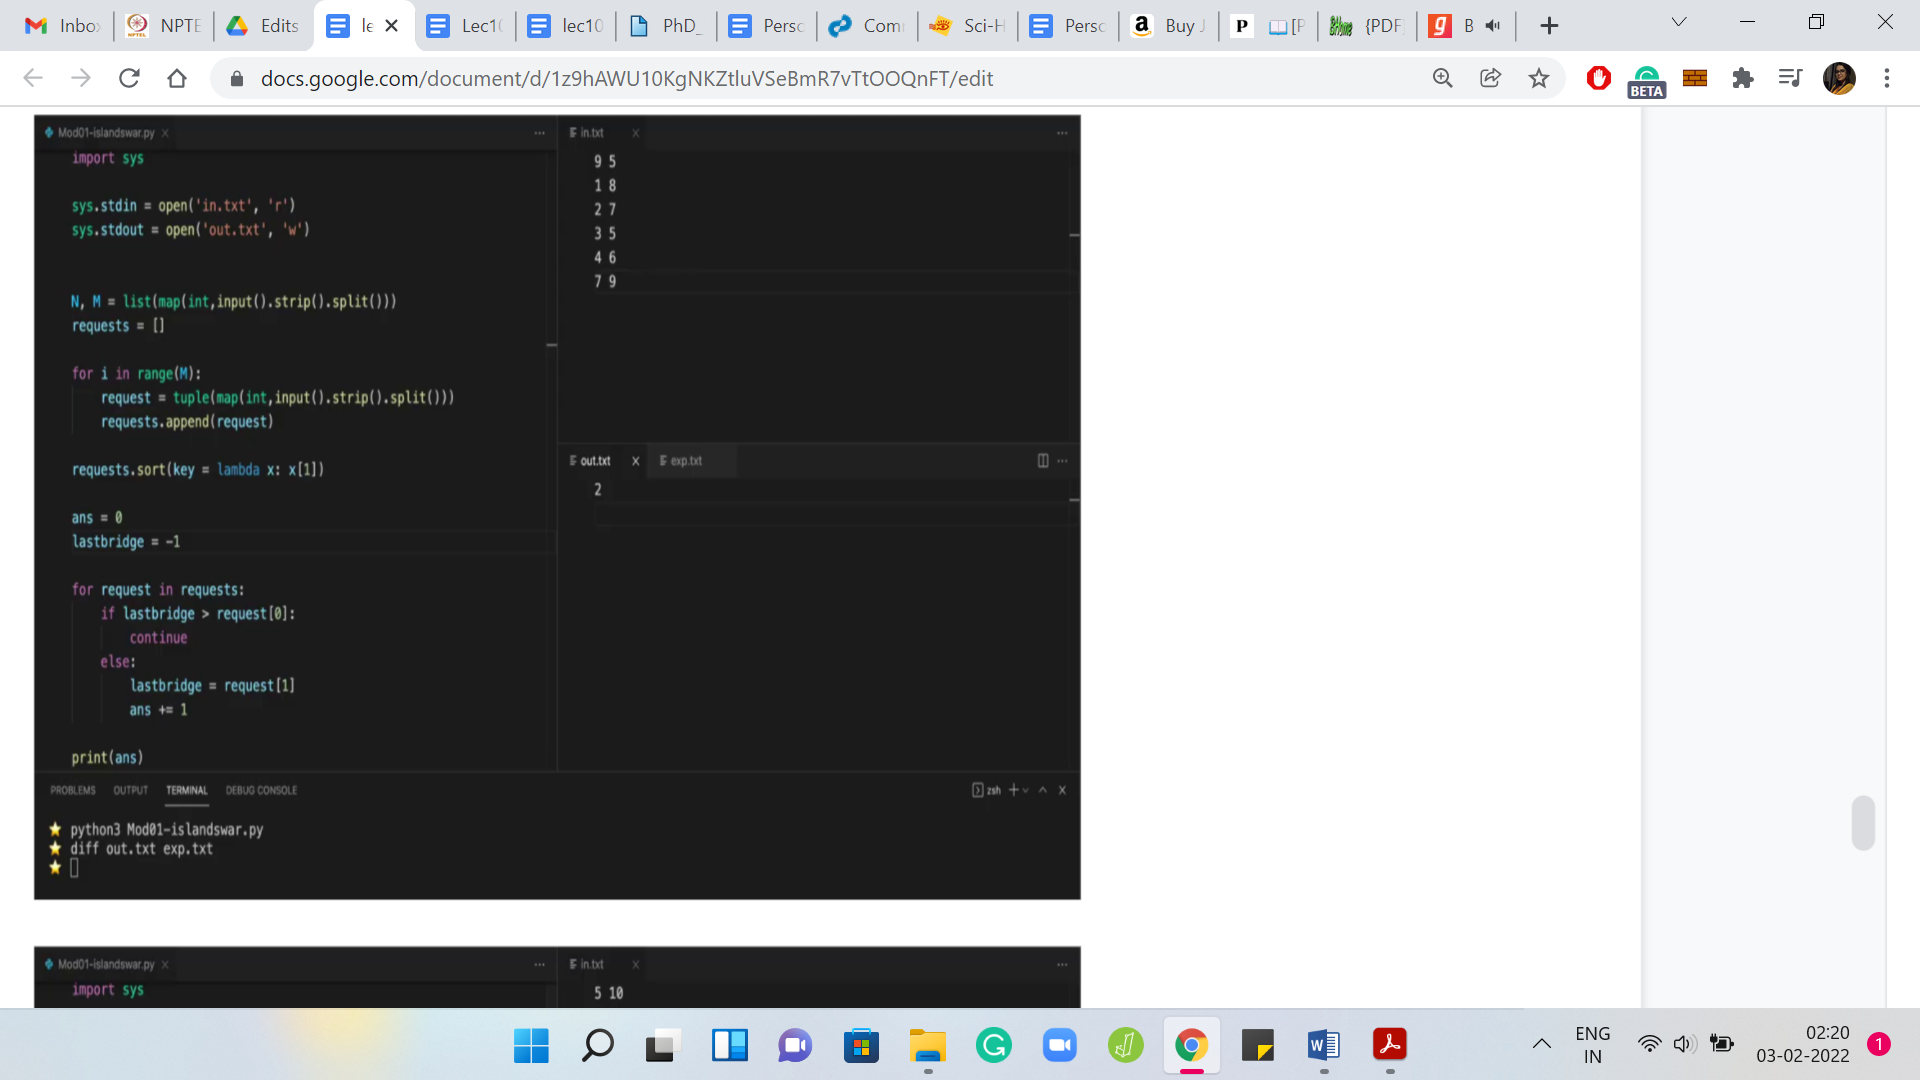 Inbo
NPTE
Edits
le
Lec1
lec10
PhD_
Perso
Com
Sci-H
Perso
Buy J
[P
{PDF
B
docs.google.com/document/d/1z9hAWU10KgNKZtluVSeBmR7vTtOOQnFT/edit
BETA
Mod01-islandswar.py
import sys
sys.stdin = open('in.txt', 'r')
sys.stdout = open('out.txt', 'w')
N, M = list(map(int,input().strip().split()))
requests = []
for i in range(M):
request = tuple(map(int,input().strip().split()))
requests.append(request)
requests.sort(key = lambda x: x[1])
ans = 0
lastbridge = -1
for request in requests:
if lastbridge > request[0]:
continue
else:
lastbridge = request[1]
ans += 1
print(ans)
in.txt
9 5
1 8
2 7
3 5
4 6
7 9
out.txt exp.txt
2
PROBLEMS OUTPUT TERMINAL DEBUG CONSOLE
zsh
python3 Mod01-islandswar.py
diff out.txt exp.txt
Mod01-islandswar.py
import sys
in.txt
5 10
ENG
IN
02:20
03-02-2022
1